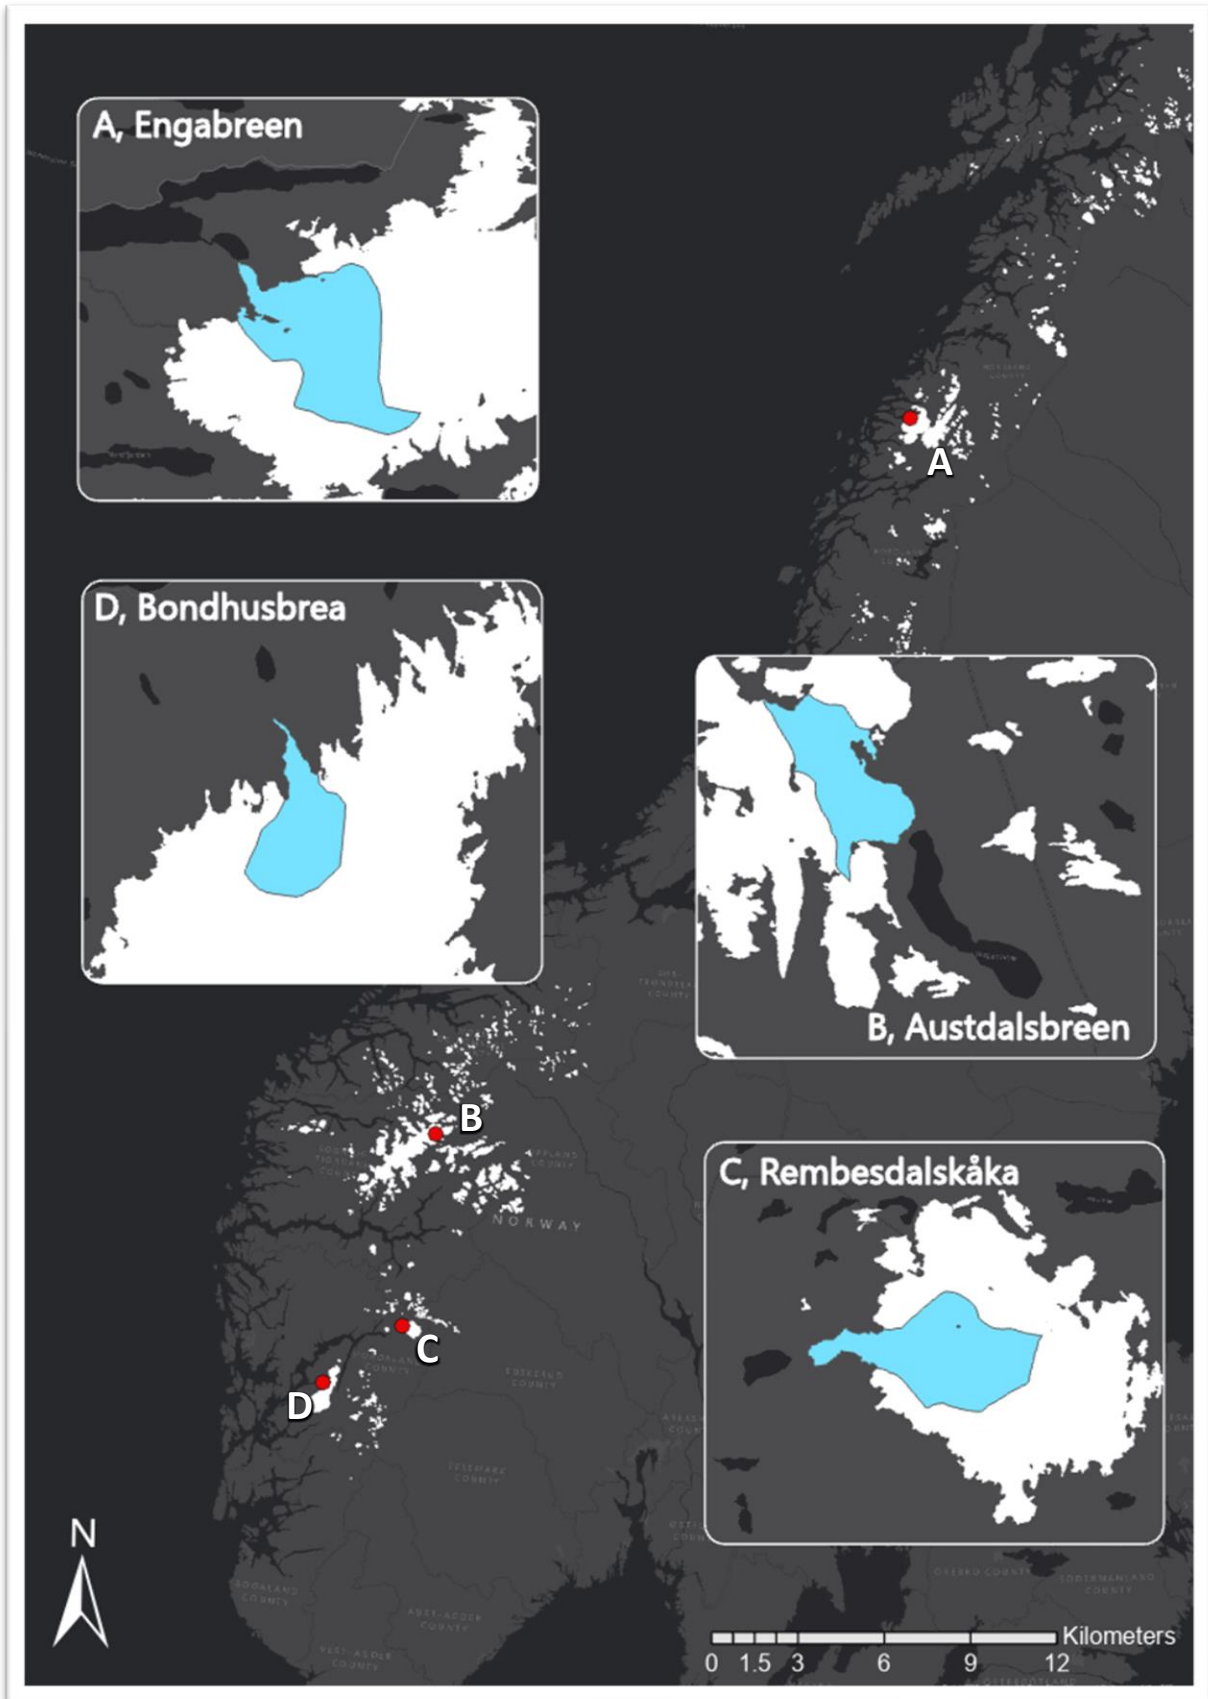 A, Engabreen
A
D, Bondhusbrea
B, Austdalsbreen
B
NORWAY
C, Rembesdalskåka
C
D
N
Kilometers
0 1.5 3 6 9 12